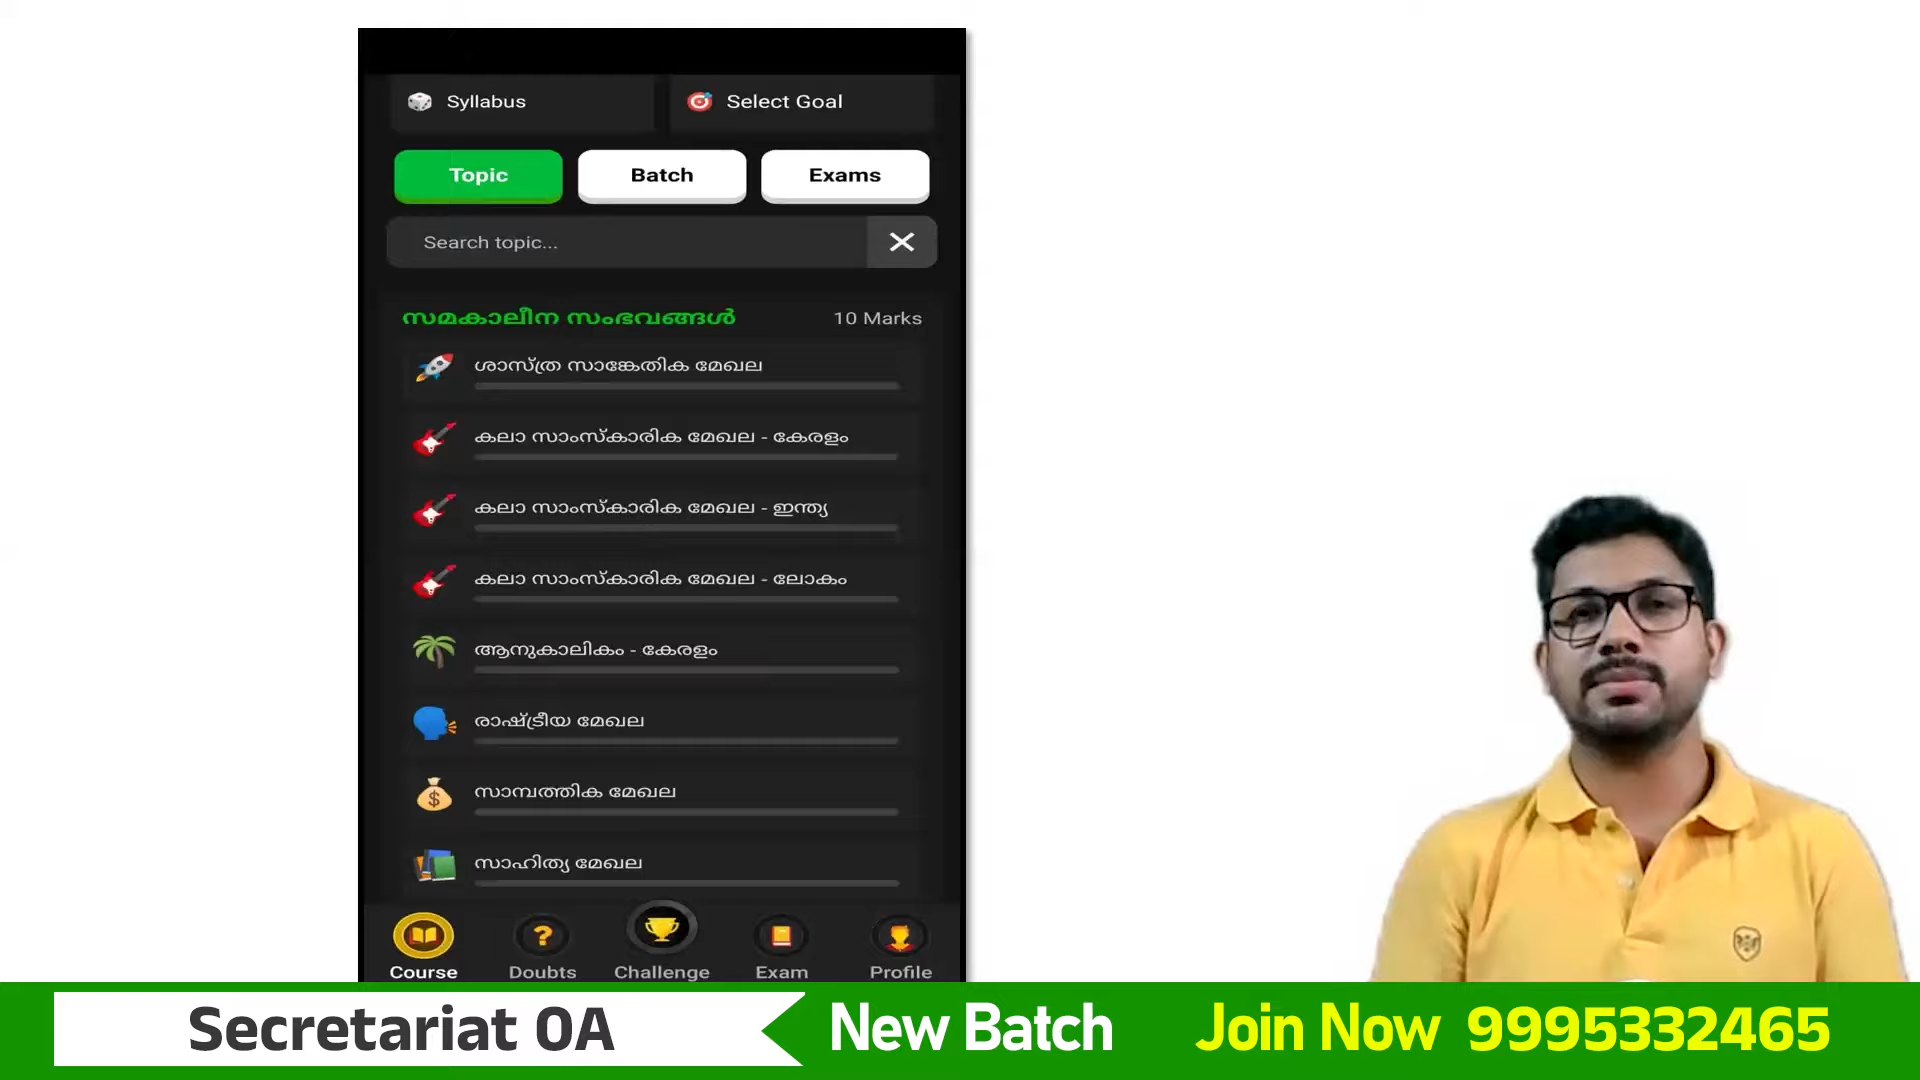 Syllabus
Select Goal
Topic
Batch
Exams
Search topic...
സമകാലീന സംഭവങ്ങൾ
10 Marks
ശാസ്ത്ര സാങ്കേതിക മേഖല
കലാ സാംസ്കാരിക മേഖല - കേരളം
കലാ സാംസ്കാരിക മേഖല - ഇന്ത്യ
കലാ സാംസ്കാരിക മേഖല - ലോകം
ആനുകാലികം - കേരളം
രാഷ്ട്രീയ മേഖല
സാമ്പത്തിക മേഖല
സാഹിത്യ മേഖല
Course
Doubts
Challenge
Exam
Profile
Secretariat OA
New Batch
Join Now 9995332465